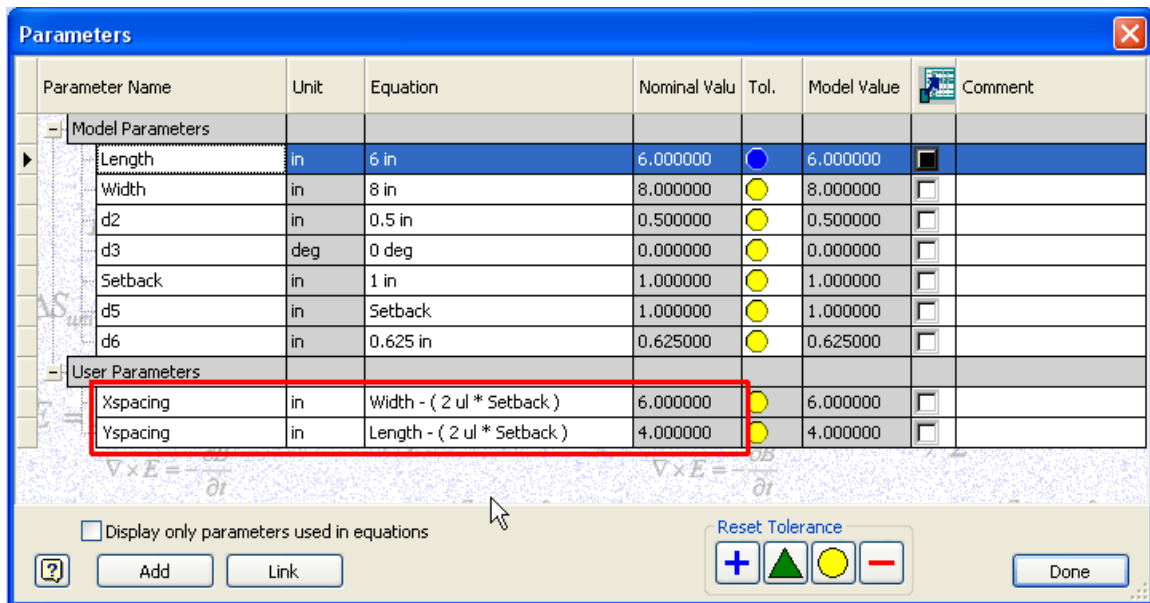 Parameters
Parameter Name Unit Equation Nominal Valu Tol. Model Value Comment
Model Parameters
Length in 6 in 6.000000 6.000000
Width in 8 in 8.000000 8.000000
d2 in 0.5 in 0.500000 0.500000
d3 deg 0 deg 0.000000 0.000000
Setback in 1 in 1.000000 1.000000
d5 in Setback 1.000000 1.000000
d6 in 0.625 in 0.625000 0.625000
User Parameters
Xspacing in Width - ( 2 ul * Setback ) 6.000000 6.000000
Yspacing in Length - ( 2 ul * Setback ) 4.000000 4.000000
∇ × E = - ∂B/∂t ∇ × E = - ∂B/∂t
Display only parameters used in equations
Reset Tolerance
Add Link Done